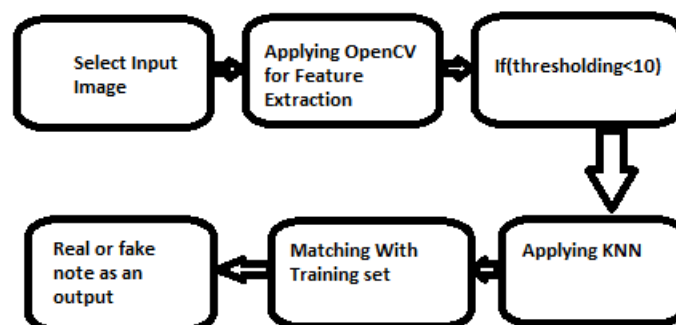 Select Input
Image
Applying OpenCV
for Feature
Extraction
If(thresholding<10)
Applying KNN
Matching With
Training set
Real or fake
note as an
output